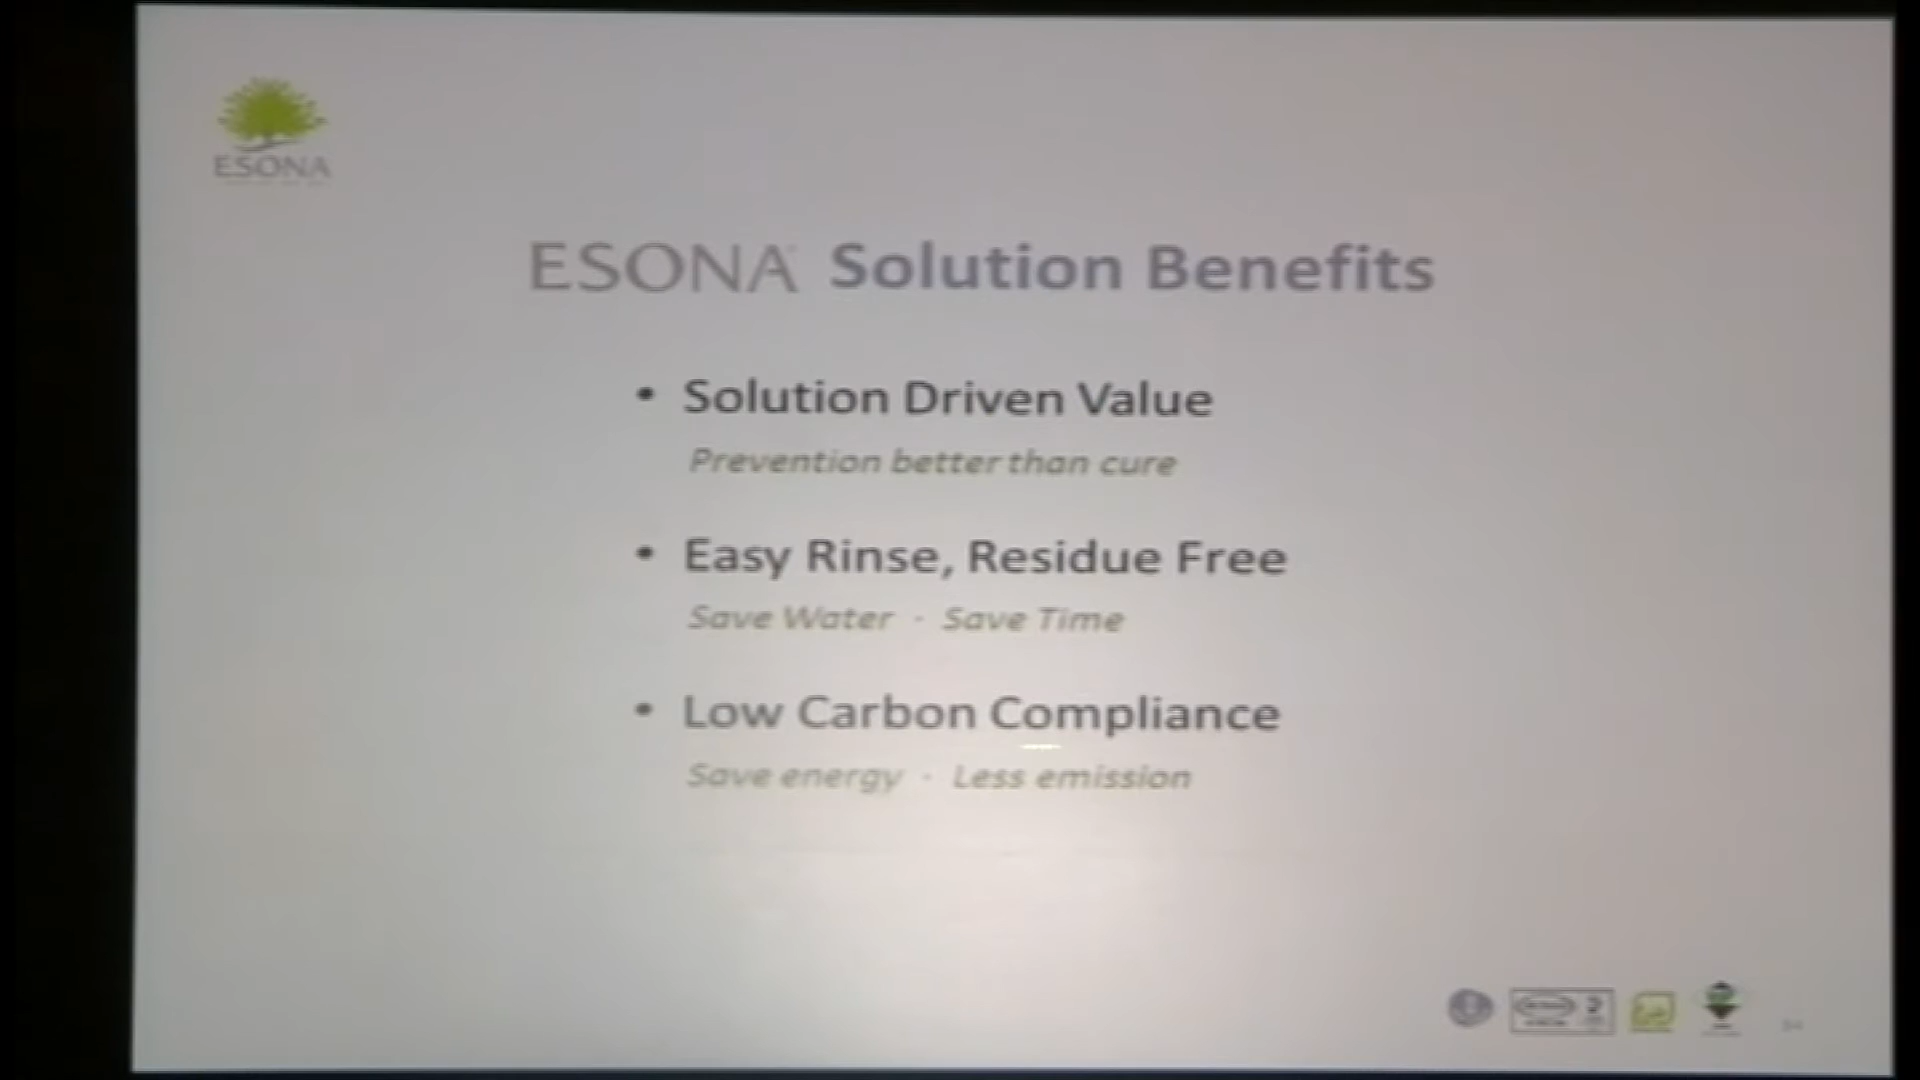 ESONA
ESONA Solution Benefits
• Solution Driven Value
Prevention better than cure
• Easy Rinse, Residue Free
Save Water · Save Time
• Low Carbon Compliance
Save energy · Less emission
2